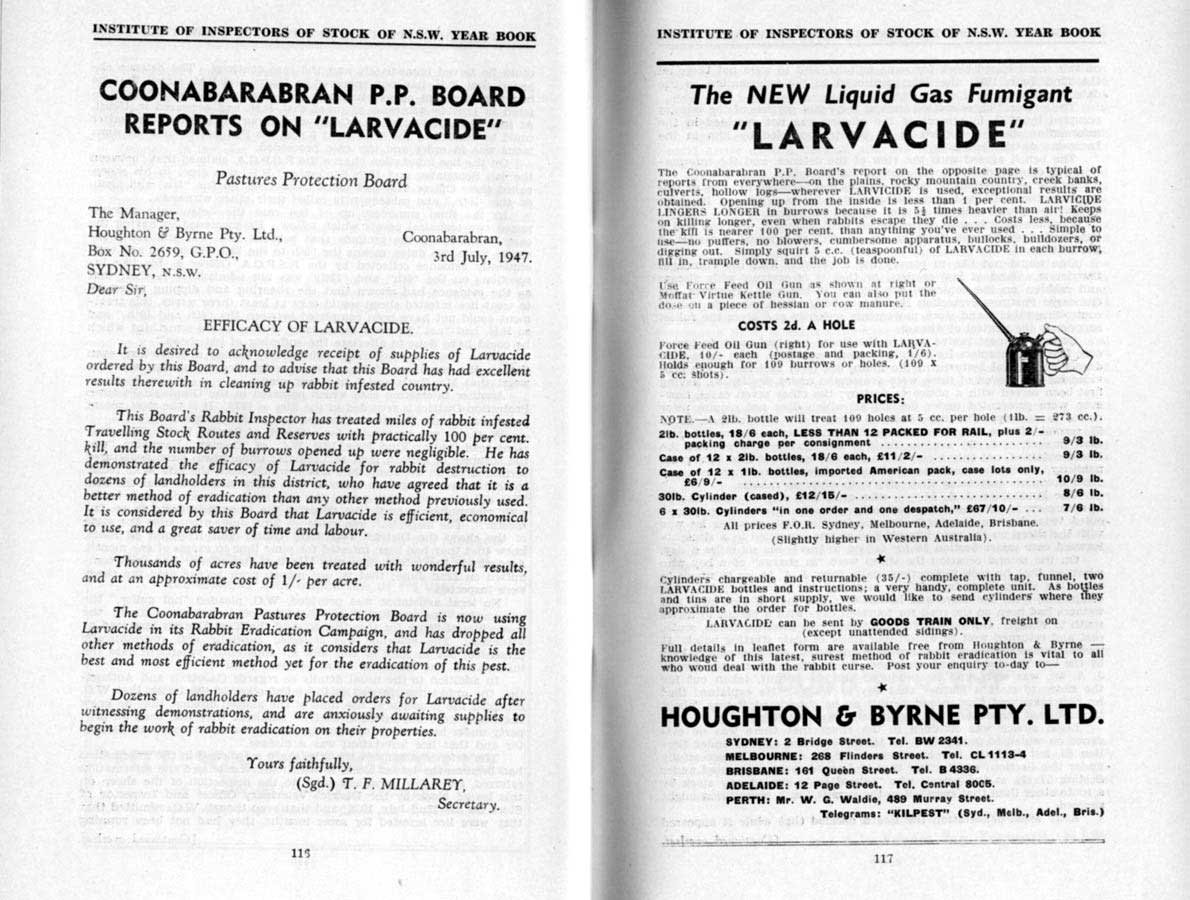 INSTITUTE OF INSPECTORS OF STOCK OF N.S.W. YEAR BOOK
COONABARABRAN P.P. BOARD
REPORTS ON "LARVACIDE"
Pastures Protection Board
The Manager,
Houghton & Byrne Pty. Ltd.,
Box No. 2659, G.P.O.,
SYDNEY, N.S.W.
Coonabarabran,
3rd July, 1947.
Dear Sir,
EFFICACY OF LARVACIDE.
It is desired to acknowledge receipt of supplies of Larvacide
ordered by this Board, and to advise that this Board has had excellent
results therewith in cleaning up rabbit infested country.
This Board's Rabbit Inspector has treated miles of rabbit infested
Travelling Stock Routes and Reserves with practically 100 per cent.
kill, and the number of burrows opened up were negligible. He has
demonstrated the efficacy of Larvacide for rabbit destruction to
dozens of landholders in this district, who have agreed that it is a
better method of eradication than any other method previously used.
It is considered by this Board that Larvacide is efficient, economical
to use, and a great saver of time and labour.
Thousands of acres have been treated with wonderful results,
and at an approximate cost of 1/- per acre.
The Coonabarabran Pastures Protection Board is now using
Larvacide in its Rabbit Eradication Campaign, and has dropped all
other methods of eradication, as it considers that Larvacide is the
best and most efficient method yet for the eradication of this pest.
Dozens of landholders have placed orders for Larvacide after
witnessing demonstrations, and are anxiously awaiting supplies to
begin the work of rabbit eradication on their properties.
Yours faithfully,
(Sgd.) T. F. MILLAREY,
Secretary.
116
INSTITUTE OF INSPECTORS OF STOCK OF N.S.W. YEAR BOOK
The NEW Liquid Gas Fumigant
"LARVACIDE"
The Coonabarabran P.P. Board's report on the opposite page is typical of
reports from everywhere—on the plains, rocky mountain country, creek banks,
culverts, hollow logs—wherever LARVICIDE is used, exceptional results are
obtained. Opening up from the inside is less than 1 per cent. LARVICIDE
LINGERS LONGER in burrows because it is 5½ times heavier than air! Keeps
on killing longer, even when rabbits escape they die . . . Costs less, because
the kill is nearer 100 per cent. than anything you've ever used . . . Simple to
use—no puffers, no blowers, cumbersome apparatus, bullocks, bulldozers, or
digging out. Simply squirt 5 c.c. (teaspoonful) of LARVACIDE in each burrow,
fill in, trample down, and the job is done.
Use Force Feed Oil Gun as shown at right or
Moffat Virtue Kettle Gun. You can also put the
dose on a piece of hessian or cow manure.
COSTS 2d. A HOLE
Force Feed Oil Gun (right) for use with LARVA-
CIDE, 10/- each (postage and packing, 1/6).
Holds enough for 109 burrows or holes. (109 x
5 cc. shots).
PRICES:
NOTE.—A 2lb. bottle will treat 109 holes at 5 cc. per hole (1lb. = 273 cc.).
2lb. bottles, 18/6 each, LESS THAN 12 PACKED FOR RAIL, plus 2/-
packing charge per consignment .......... 9/3 lb.
Case of 12 x 2lb. bottles, 18/6 each, £11/2/- .......... 9/3 lb.
Case of 12 x 1lb. bottles, imported American pack, case lots only,
£6/9/- .......... 10/9 lb.
30lb. Cylinder (cased), £12/15/- .......... 8/6 lb.
6 x 30lb. Cylinders "in one order and one despatch," £67/10/- ... 7/6 lb.
All prices F.O.R. Sydney, Melbourne, Adelaide, Brisbane.
(Slightly higher in Western Australia).
Cylinders chargeable and returnable (35/-) complete with tap, funnel, two
LARVACIDE bottles and instructions; a very handy, complete unit. As bottles
and tins are in short supply, we would like to send cylinders where they
approximate the order for bottles.
LARVACIDE can be sent by GOODS TRAIN ONLY, freight on
(except unattended sidings).
Full details in leaflet form are available free from Houghton & Byrne —
knowledge of this latest, surest method of rabbit eradication is vital to all
who woud deal with the rabbit curse. Post your enquiry to-day to—
HOUGHTON & BYRNE PTY. LTD.
SYDNEY: 2 Bridge Street. Tel. BW 2341.
MELBOURNE: 268 Flinders Street. Tel. CL 1113-4
BRISBANE: 161 Queen Street. Tel. B 4336.
ADELAIDE: 12 Page Street. Tel. Central 8005.
PERTH: Mr. W. G. Waldie, 489 Murray Street.
Telegrams: "KILPEST" (Syd., Melb., Adel., Bris.)
117